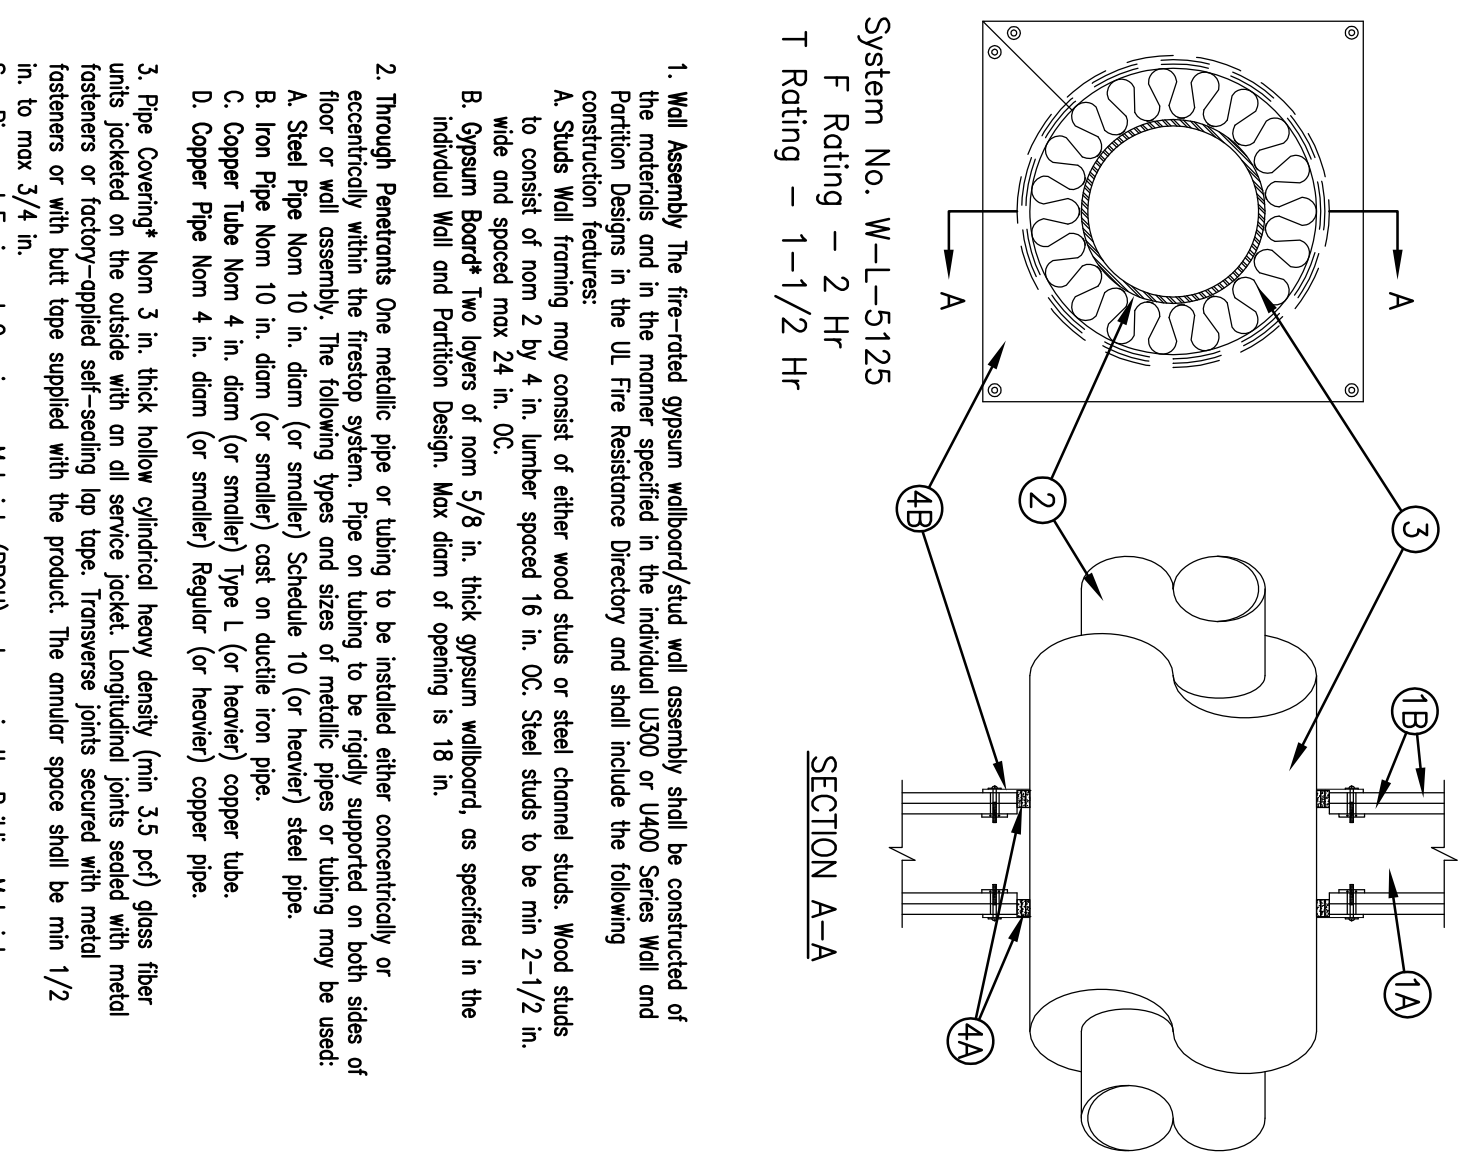 A
A
3
2
4B
1B
1A
4A
SECTION A-A
System No. W-L-5125
F Rating - 2 Hr
T Rating - 1-1/2 Hr
1. Wall Assembly The fire-rated gypsum wallboard/stud wall assembly shall be constructed of
the materials and in the manner specified in the individual U300 or U400 Series Wall and
Partition Designs in the UL Fire Resistance Directory and shall include the following
construction features:
A. Studs Wall framing may consist of either wood studs or steel channel studs. Wood studs
to consist of nom 2 by 4 in. lumber spaced 16 in. OC. Steel studs to be min 2-1/2 in.
wide and spaced max 24 in. OC.
B. Gypsum Board* Two layers of nom 5/8 in. thick gypsum wallboard, as specified in the
indivdual Wall and Partition Design. Max diam of opening is 18 in.
2. Through Penetrants One metallic pipe or tubing to be installed either concentrically or
eccentrically within the firestop system. Pipe on tubing to be rigidly supported on both sides of
floor or wall assembly. The following types and sizes of metallic pipes or tubing may be used:
A. Steel Pipe Nom 10 in. diam (or smaller) Schedule 10 (or heavier) steel pipe.
B. Iron Pipe Nom 10 in. diam (or smaller) cast on ductile iron pipe.
C. Copper Tube Nom 4 in. diam (or smaller) Type L (or heavier) copper tube.
D. Copper Pipe Nom 4 in. diam (or smaller) Regular (or heavier) copper pipe.
3. Pipe Covering* Nom 3 in. thick hollow cylindrical heavy density (min 3.5 pcf) glass fiber
units jacketed on the outside with an all service jacket. Longitudinal joints sealed with metal
fasteners or factory-applied self-sealing lap tape. Transverse joints secured with metal
fasteners or with butt tape supplied with the product. The annular space shall be min 1/2
in. to max 3/4 in.